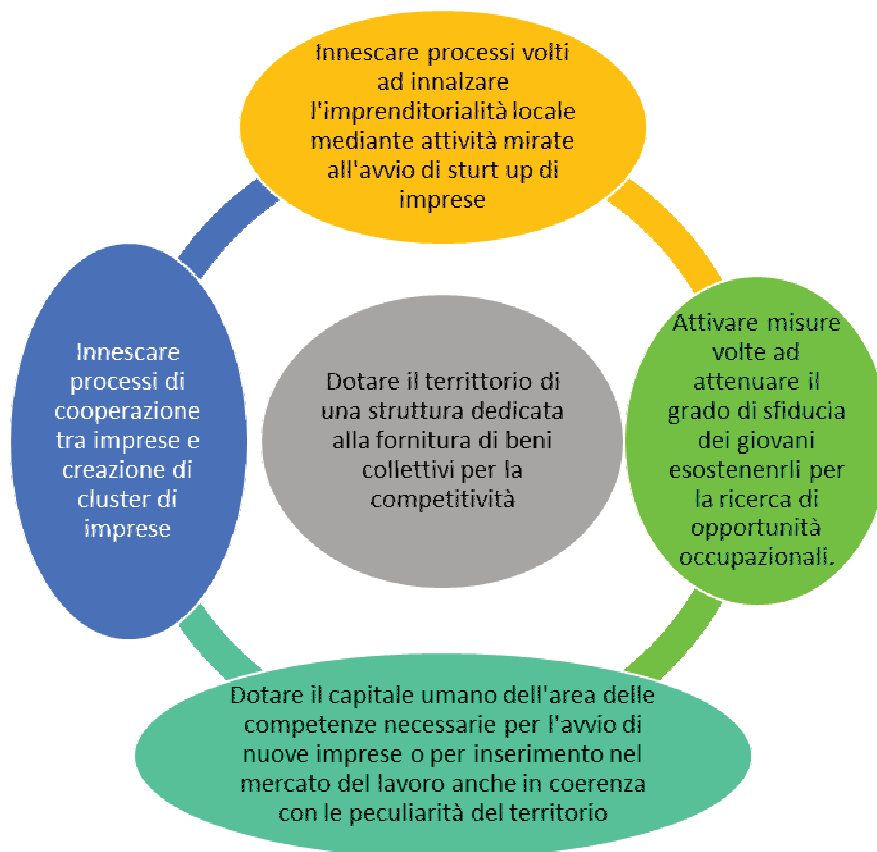 Innescare processi volti
ad innalzare
l'imprenditorialità locale
mediante attività mirate
all'avvio di sturt up di
imprese
Innescare
processi di
cooperazione
tra imprese e
creazione di
cluster di
imprese
Dotare il territtorio di
una struttura dedicata
alla fornitura di beni
collettivi per la
competitività
Attivare misure
volte ad
attenuare il
grado di sfiducia
dei giovani
esostenenrli per
la ricerca di
opportunità
occupazionali.
Dotare il capitale umano dell'area delle
competenze necessarie per l'avvio di
nuove imprese o per inserimento nel
mercato del lavoro anche in coerenza
con le peculiarità del territorio